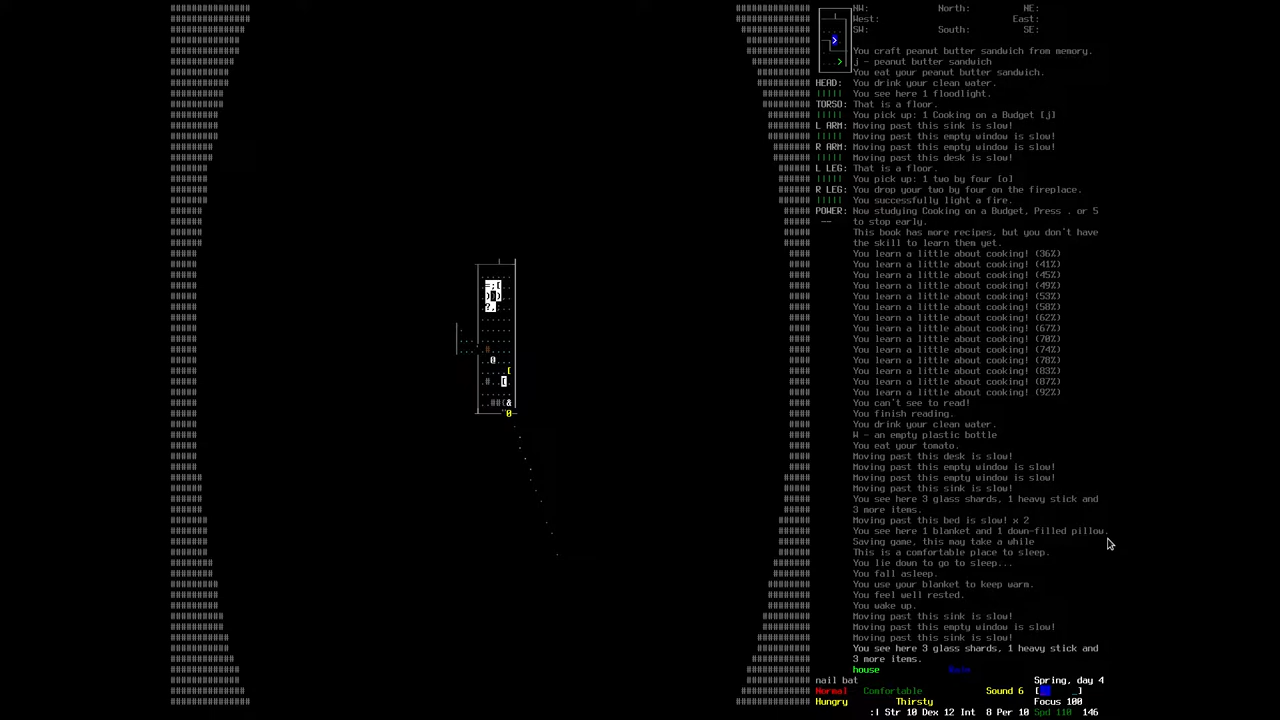 NW: North: NE:
West: East:
SW: South: SE:
You craft peanut butter sandwich from memory.
j - peanut butter sandwich
You eat your peanut butter sandwich.
HEAD: You drink your clean water.
||||| You see here 1 floodlight.
TORSO: That is a floor.
||||| You pick up: 1 Cooking on a Budget [j]
L ARM: Moving past this sink is slow!
||||| Moving past this empty window is slow!
R ARM: Moving past this empty window is slow!
||||| Moving past this desk is slow!
L LEG: That is a floor.
||||| You pick up: 1 two by four [o]
R LEG: You drop your two by four on the fireplace.
||||| You successfully light a fire.
POWER: Now studying Cooking on a Budget, Press . or 5
-- to stop early.
This book has more recipes, but you don't have
the skill to learn them yet.
You learn a little about cooking! (36%)
You learn a little about cooking! (41%)
You learn a little about cooking! (45%)
You learn a little about cooking! (49%)
You learn a little about cooking! (53%)
You learn a little about cooking! (58%)
You learn a little about cooking! (62%)
You learn a little about cooking! (67%)
You learn a little about cooking! (70%)
You learn a little about cooking! (74%)
You learn a little about cooking! (78%)
You learn a little about cooking! (83%)
You learn a little about cooking! (87%)
You learn a little about cooking! (92%)
You can't see to read!
You finish reading.
You drink your clean water.
W - an empty plastic bottle
You eat your tomato.
Moving past this desk is slow!
Moving past this empty window is slow!
Moving past this empty window is slow!
Moving past this sink is slow!
You see here 3 glass shards, 1 heavy stick and
3 more items.
Moving past this bed is slow! x 2
You see here 1 blanket and 1 down-filled pillow.
Saving game, this may take a while
This is a comfortable place to sleep.
You lie down to go to sleep...
You fall asleep.
You use your blanket to keep warm.
You feel well rested.
You wake up.
Moving past this sink is slow!
Moving past this empty window is slow!
Moving past this sink is slow!
You see here 3 glass shards, 1 heavy stick and
3 more items.
house
nail bat Spring, day 4
Normal Comfortable Sound 6
Hungry Thirsty Focus 100
:| Str 10 Dex 12 Int 8 Per 10 Spd 110 146